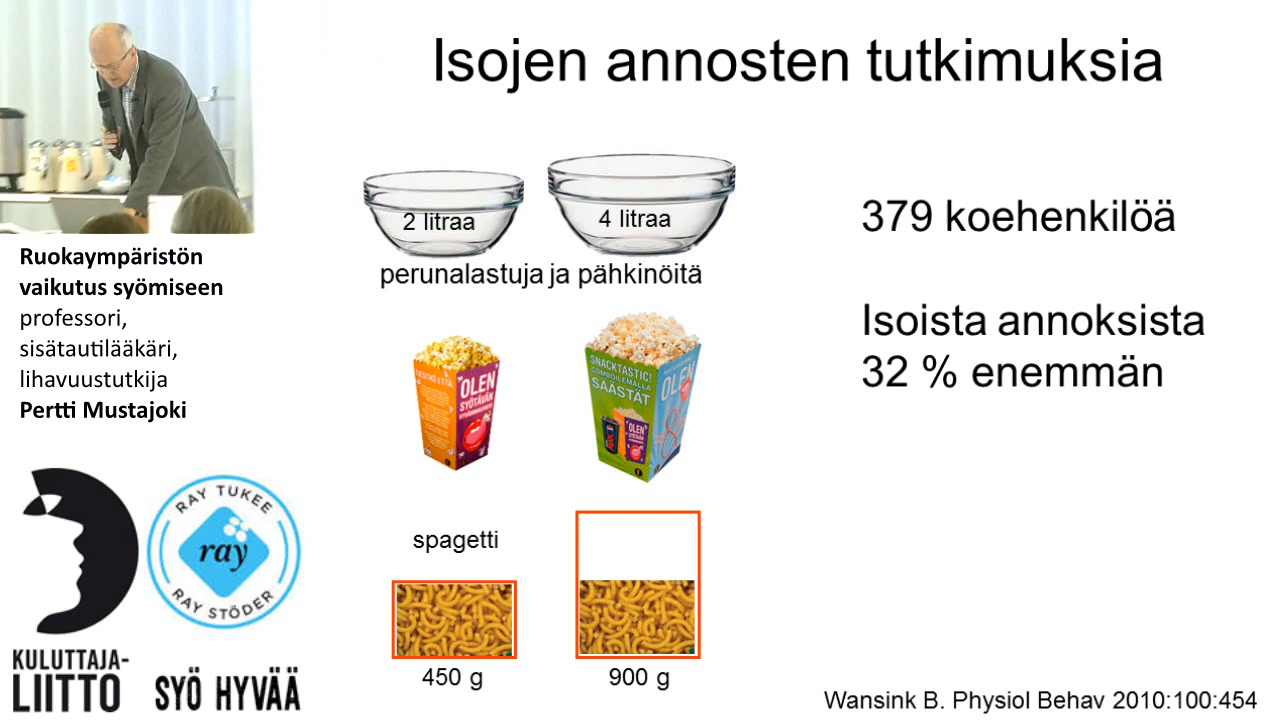 Isojen annosten tutkimuksia
2 litraa
4 litraa
perunalastuja ja pähkinöitä
379 koehenkilöä
Isoista annoksista
32 % enemmän
OLEN
SYÖTÄVÄN
SNACKTASTIC!
COMBOILEMALLA
SÄÄSTÄT
OLEN
spagetti
450 g
900 g
Wansink B. Physiol Behav 2010:100:454
Ruokaympäristön
vaikutus syömiseen
professori,
sisätautilääkäri,
lihavuustutkija
Pertti Mustajoki
RAY TUKEE
ray
RAY STÖDER
KULUTTAJA-
LIITTO
SYÖ HYVÄÄ